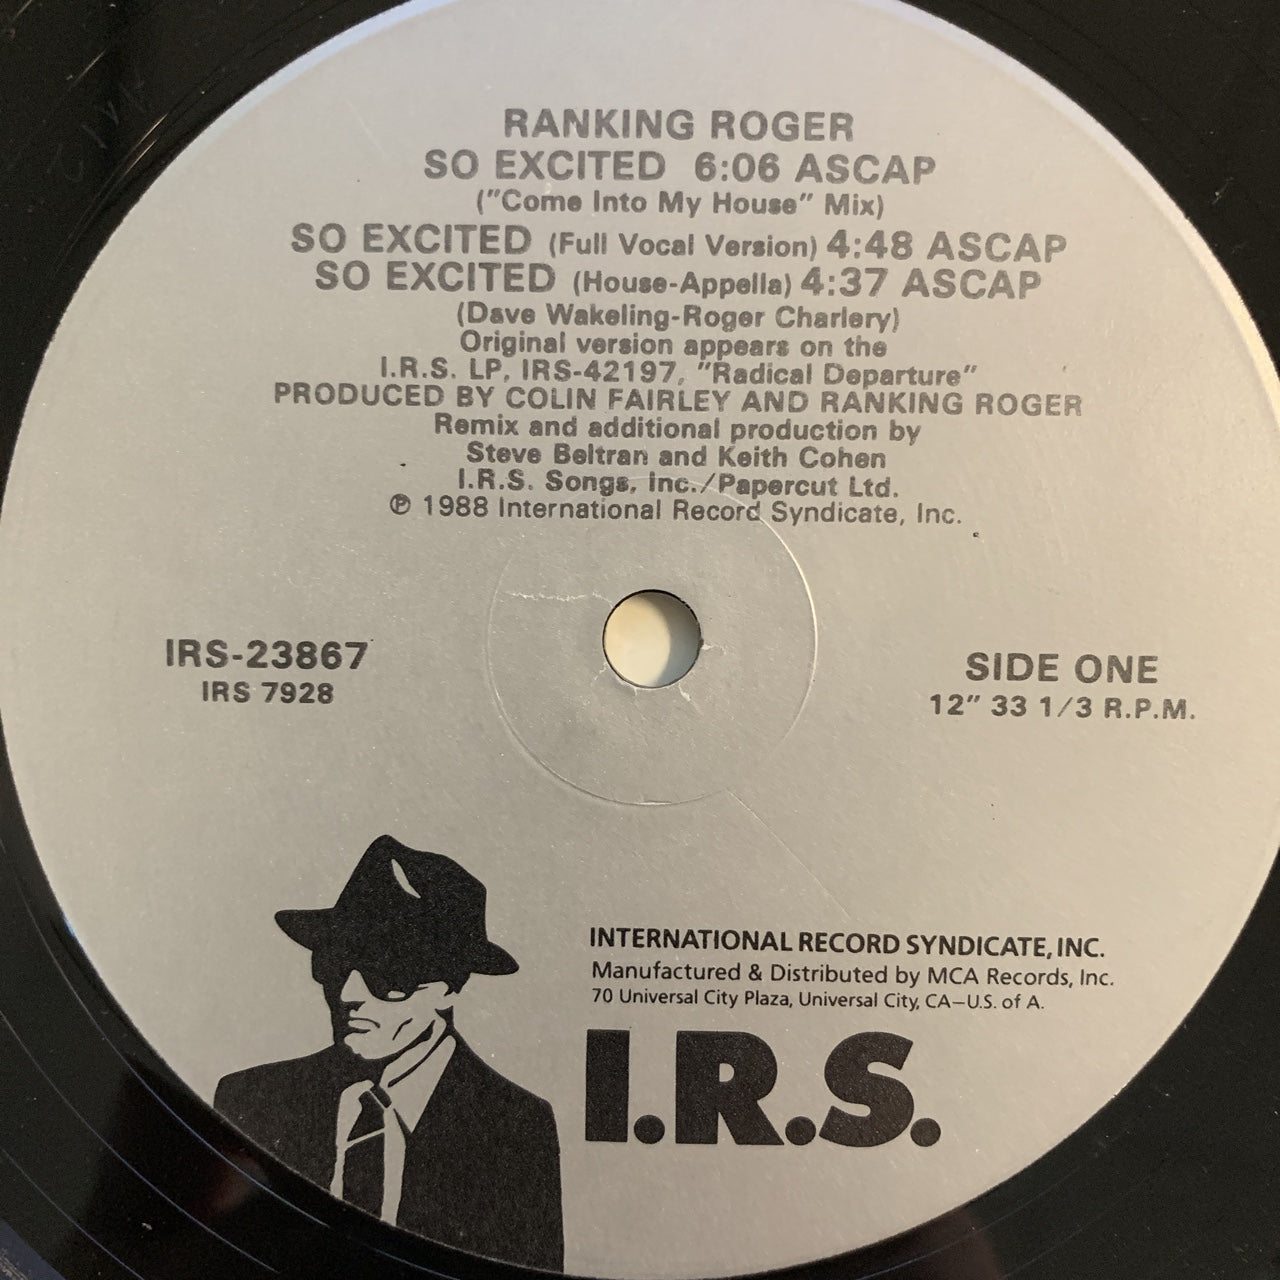 RANKING ROGER
SO EXCITED 6:06 ASCAP
("Come Into My House" Mix)
SO EXCITED (Full Vocal Version) 4:48 ASCAP
SO EXCITED (House-Appella) 4:37 ASCAP
(Dave Wakeling-Roger Charlery)
Original version appears on the
I.R.S. LP, IRS-42197, "Radical Departure"
PRODUCED BY COLIN FAIRLEY AND RANKING ROGER
Remix and additional production by
Steve Beltran and Keith Cohen
I.R.S. Songs, Inc./Papercut Ltd.
℗ 1988 International Record Syndicate, Inc.
IRS-23867
IRS 7928
SIDE ONE
12" 33 1/3 R.P.M.
INTERNATIONAL RECORD SYNDICATE, INC.
Manufactured & Distributed by MCA Records, Inc.
70 Universal City Plaza, Universal City, CA–U.S. of A.
I.R.S.